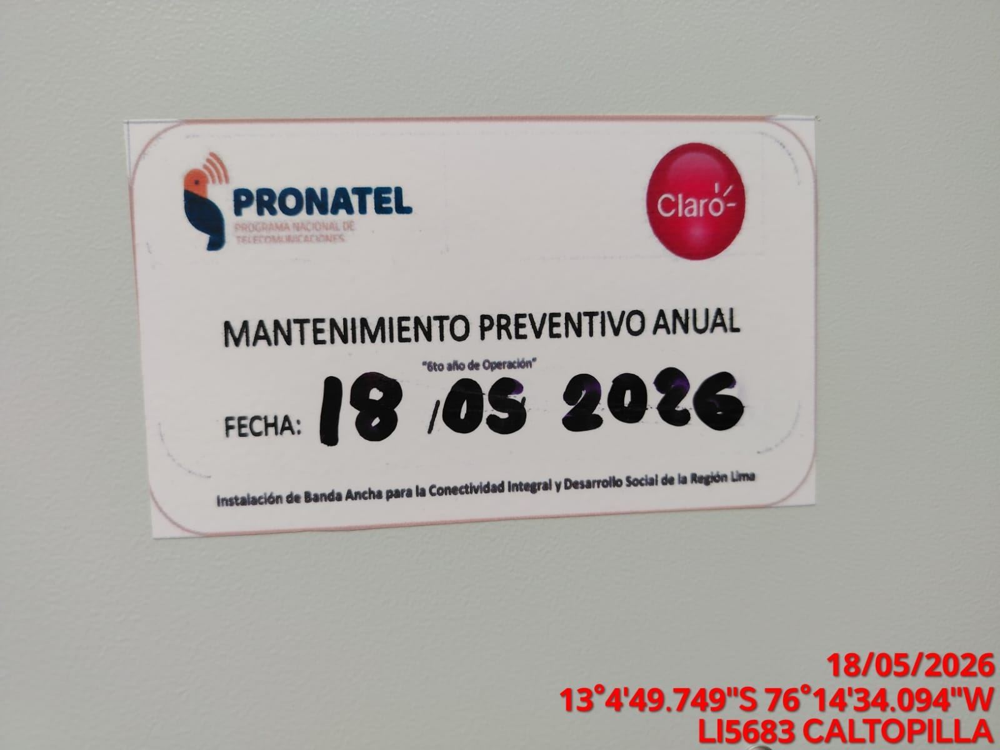 PRONATEL
PROGRAMA NACIONAL DE
TELECOMUNICACIONES
Claro
MANTENIMIENTO PREVENTIVO ANUAL
"6to año de Operación"
FECHA: 18 /05 2026
Instalación de Banda Ancha para la Conectividad Integral y Desarrollo Social de la Región Lima
18/05/2026
13°4'49.749"S 76°14'34.094"W
LI5683 CALTOPILLA